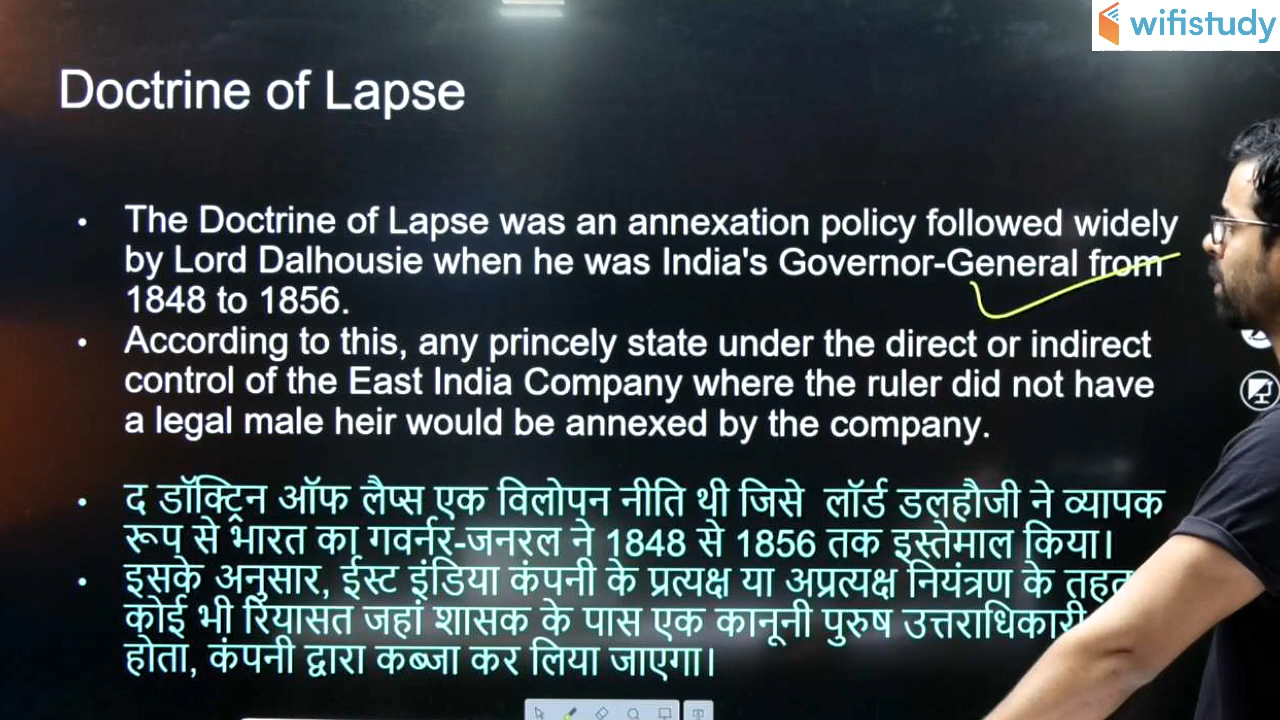 wifistudy
Doctrine of Lapse
• The Doctrine of Lapse was an annexation policy followed widely
by Lord Dalhousie when he was India's Governor-General from
1848 to 1856.
• According to this, any princely state under the direct or indirect
control of the East India Company where the ruler did not have
a legal male heir would be annexed by the company.
• द डॉक्ट्रिन ऑफ लैप्स एक विलोपन नीति थी जिसे लॉर्ड डलहौजी ने व्यापक
रूप से भारत का गवर्नर-जनरल ने 1848 से 1856 तक इस्तेमाल किया।
• इसके अनुसार, ईस्ट इंडिया कंपनी के प्रत्यक्ष या अप्रत्यक्ष नियंत्रण के तहत
कोई भी रियासत जहां शासक के पास एक कानूनी पुरुष उत्तराधिकारी
होता, कंपनी द्वारा कब्जा कर लिया जाएगा।